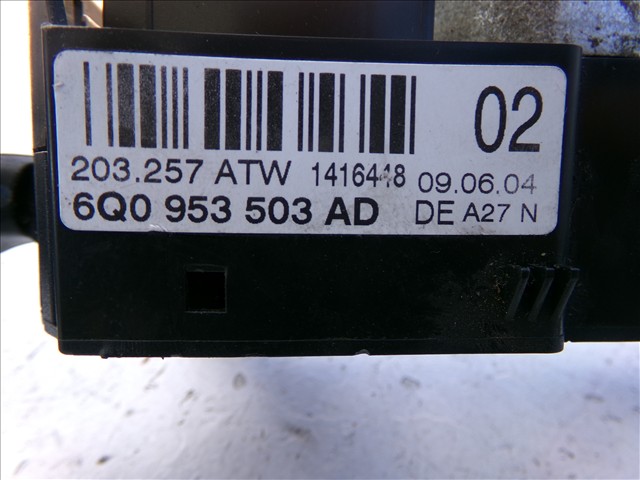 02
203.257 ATW 1416448 09.06.04
6Q0 953 503 AD DE A27 N